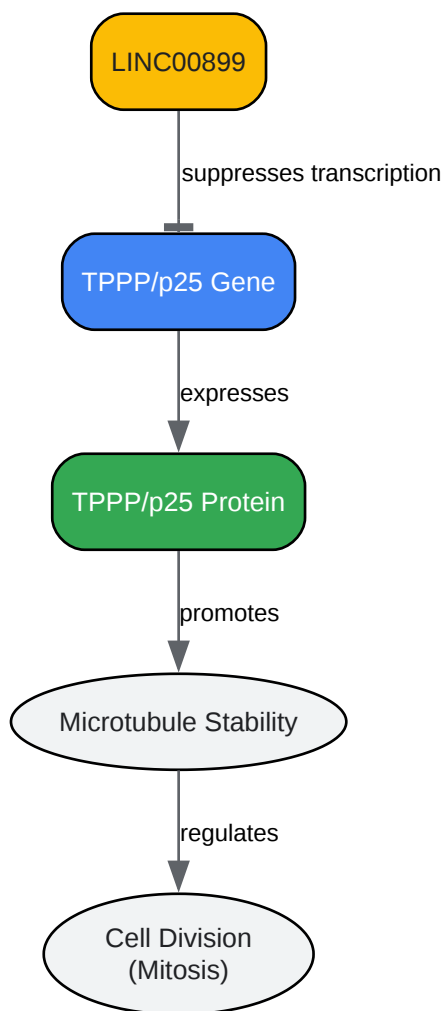 LINC00899
suppresses transcription
TPPP/p25 Gene
expresses
TPPP/p25 Protein
promotes
Microtubule Stability
regulates
Cell Division
(Mitosis)